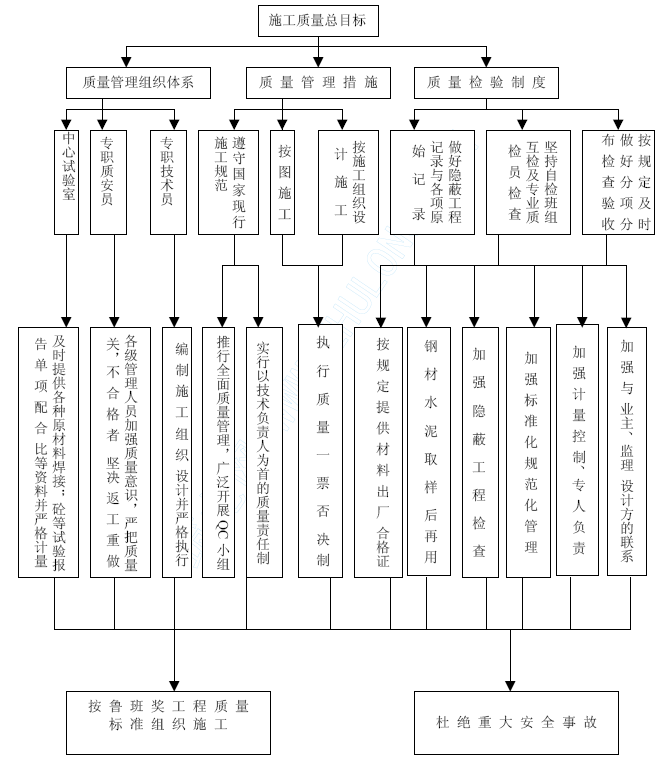 施工质量总目标
质量管理组织体系
质量管理措施
质量检验制度
中心试验室
专职质安员
专职技术员
遵守国家现行
施工规范
按图施工
按施工组织设
计施工
做好隐蔽工程
记录与各项原
始记录
坚持自检班组
互检及专业质
检员检查
按规定及时
做好分项分
布检查验收
及时提供各种原材料焊接；砼等试验报
告单项配合比等资料并严格计量
各级管理人员加强质量意识，严把质量
关，不合格者 坚决返工重做
编制施工组织设计并严格执行
推行全面质量管理，广泛开展QC小组
实行以技术负责人为首的质量责任制
执行质量一票否决制
按规定提供材料出厂合格证
钢材水泥取样后再用
加强隐蔽工程检查
加强标准化规范化管理
加强计量控制、专人负责
加强与业主、监理设计方的联系
按鲁班奖工程质量
标准组织施工
杜绝重大安全事故